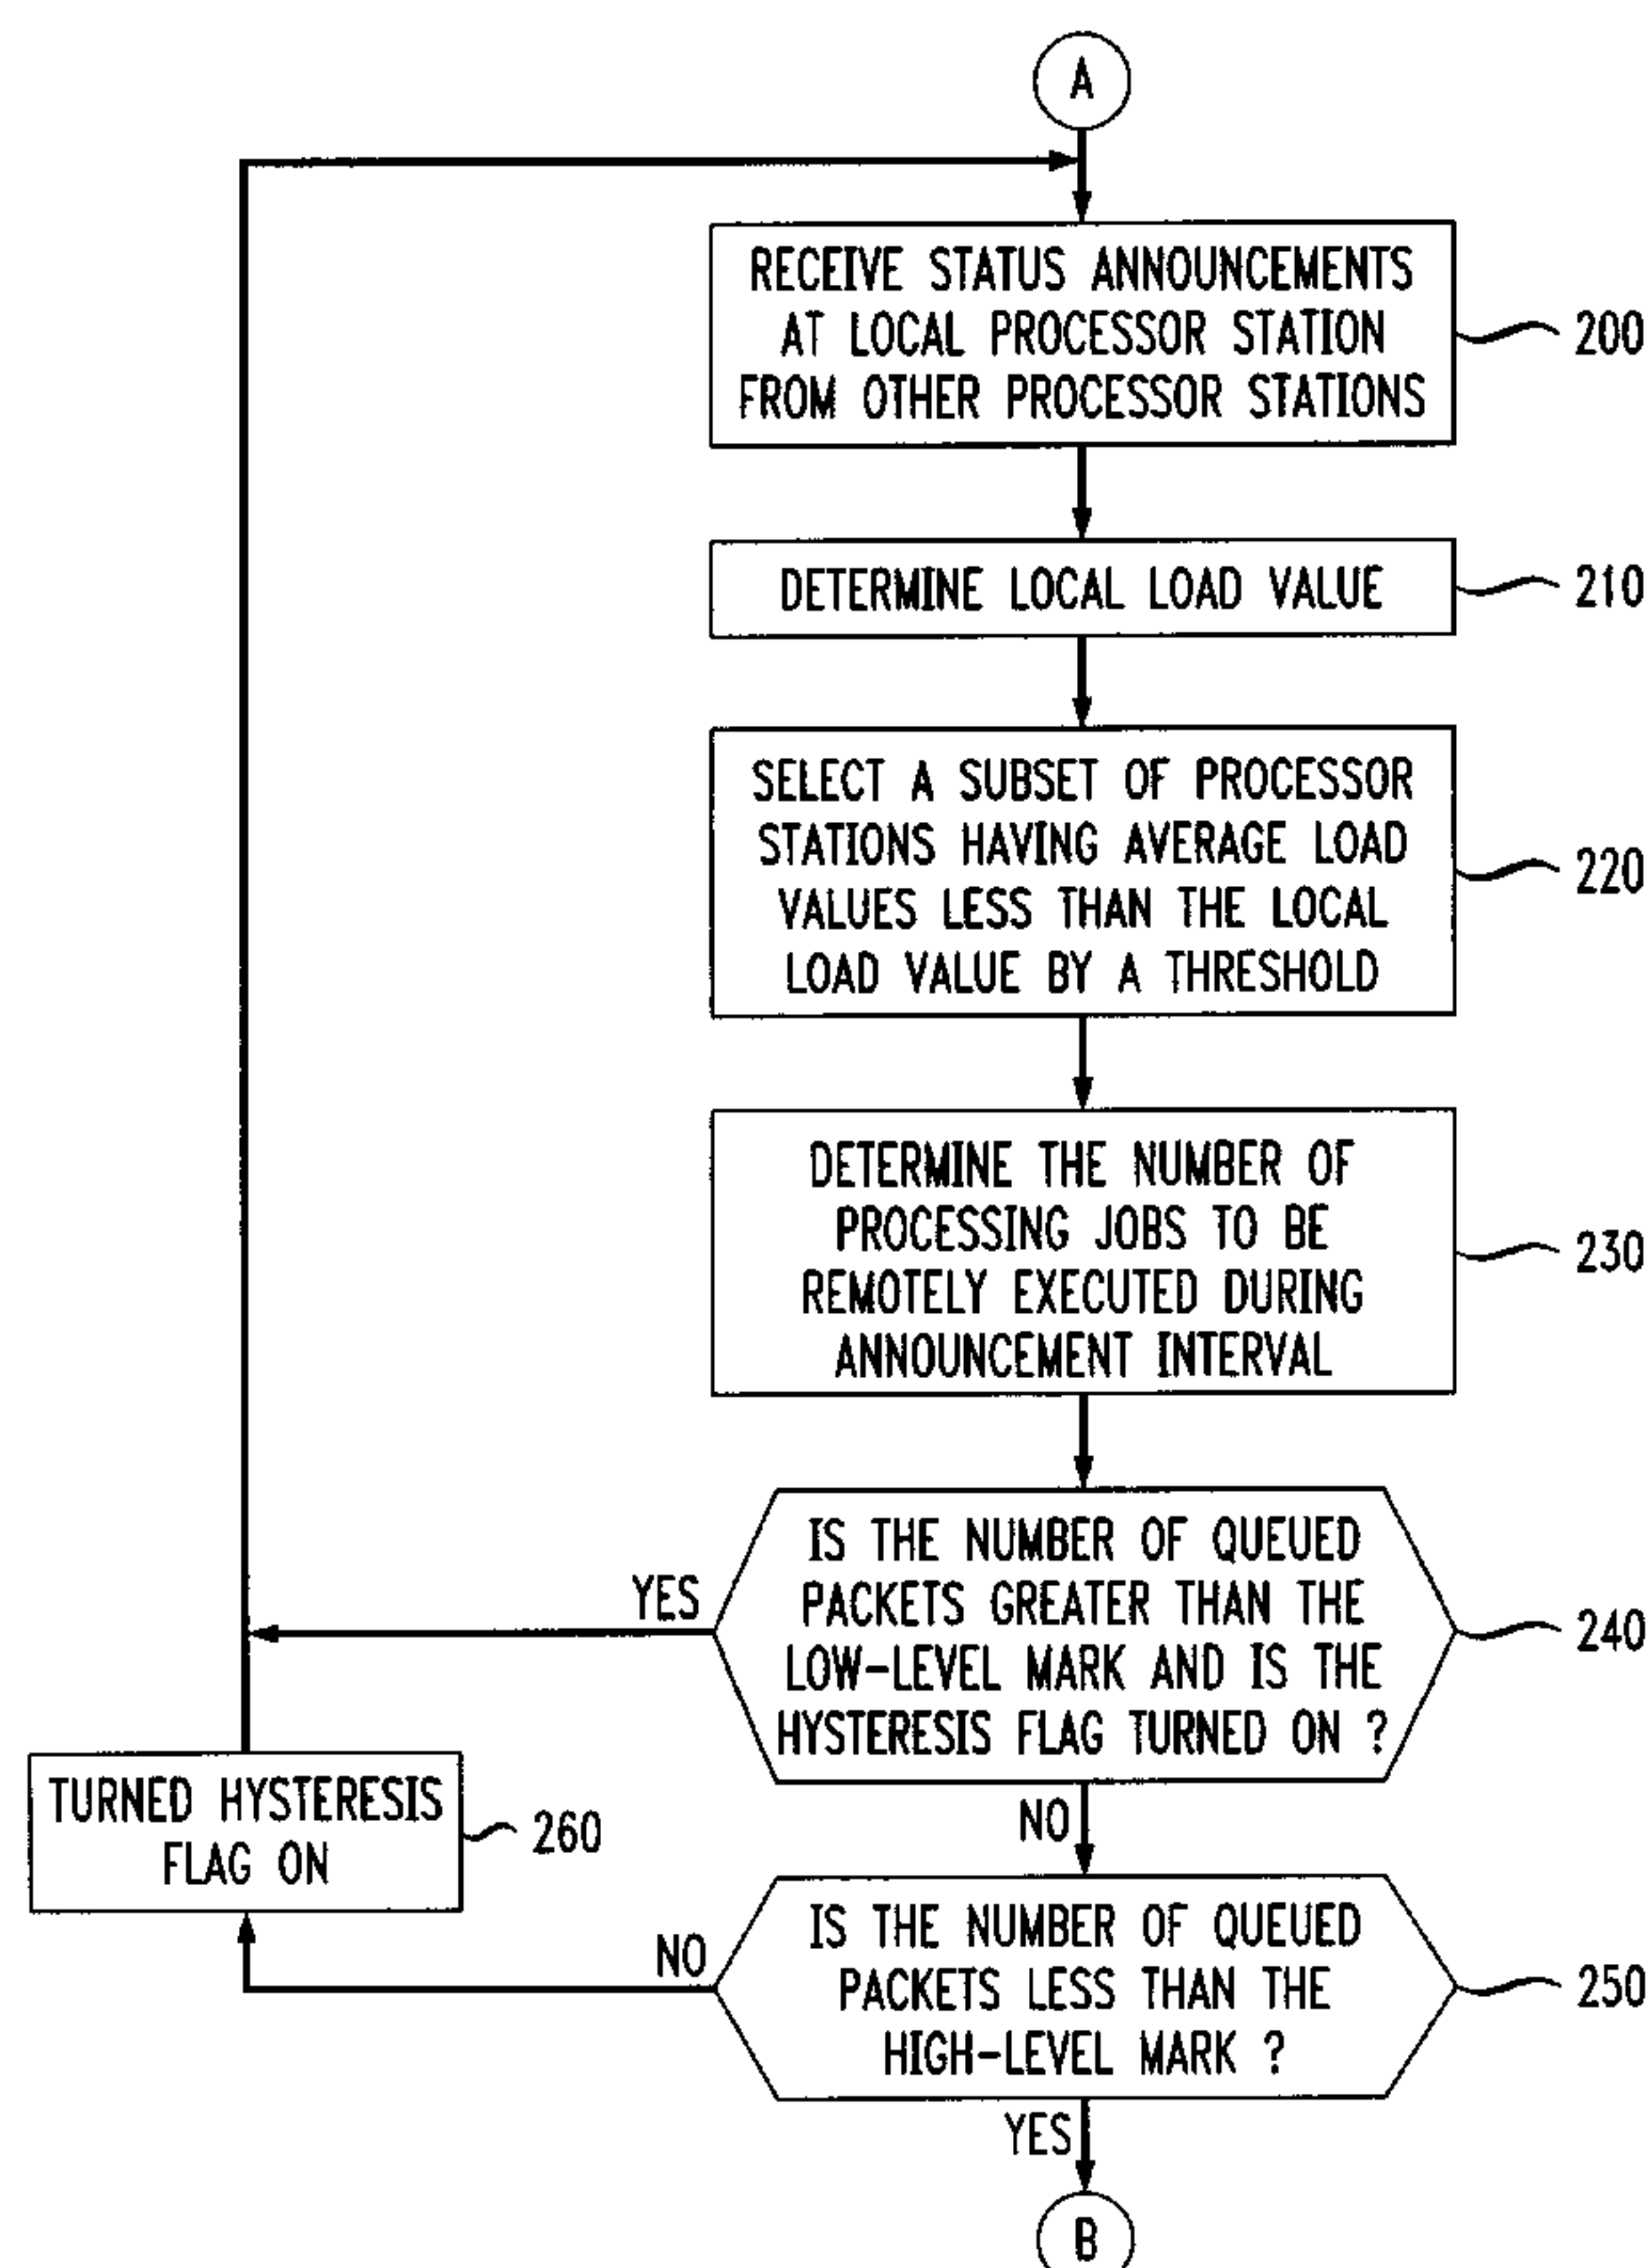 A
RECEIVE STATUS ANNOUNCEMENTS
AT LOCAL PROCESSOR STATION
FROM OTHER PROCESSOR STATIONS
200
DETERMINE LOCAL LOAD VALUE
210
SELECT A SUBSET OF PROCESSOR
STATIONS HAVING AVERAGE LOAD
VALUES LESS THAN THE LOCAL
LOAD VALUE BY A THRESHOLD
220
DETERMINE THE NUMBER OF
PROCESSING JOBS TO BE
REMOTELY EXECUTED DURING
ANNOUNCEMENT INTERVAL
230
IS THE NUMBER OF QUEUED
PACKETS GREATER THAN THE
LOW-LEVEL MARK AND IS THE
HYSTERESIS FLAG TURNED ON ?
240
YES
NO
TURNED HYSTERESIS
FLAG ON
260
IS THE NUMBER OF QUEUED
PACKETS LESS THAN THE
HIGH-LEVEL MARK ?
250
NO
YES
B